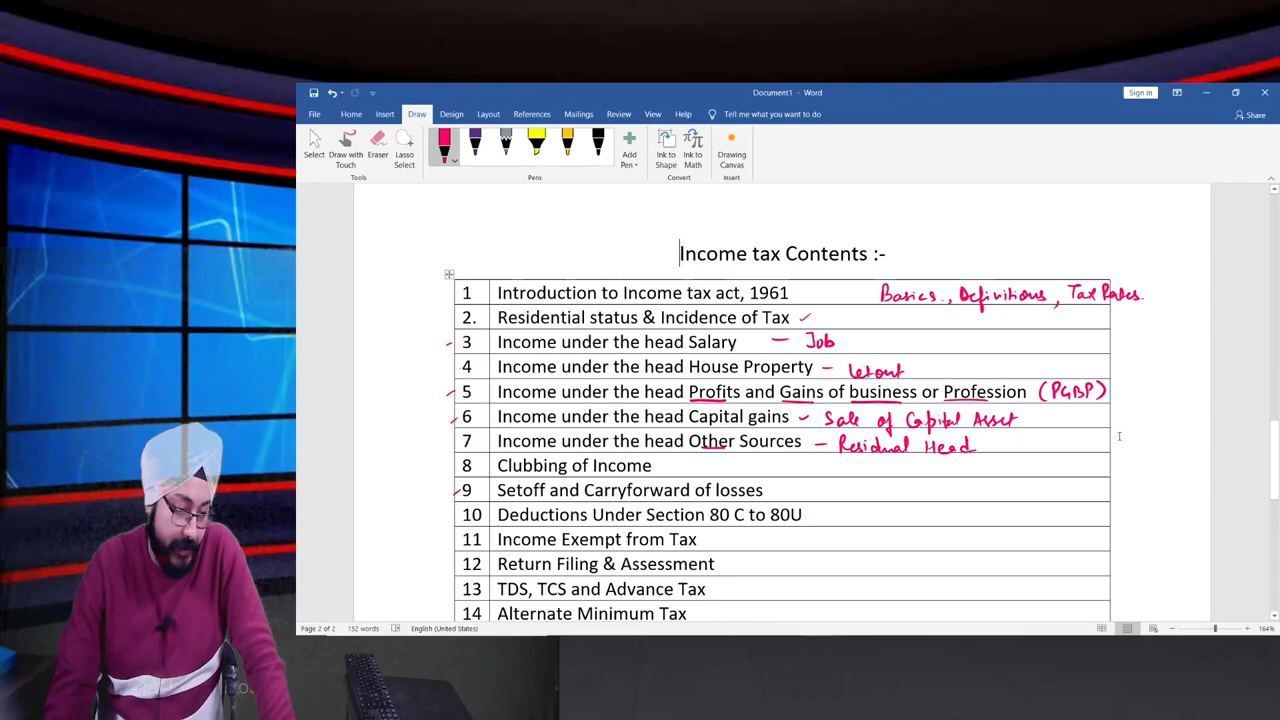 Document1 - Word
Sign in
File Home Insert Draw Design Layout References Mailings Review View Help Tell me what you want to do
Share
Select Draw with Touch Eraser Lasso Select
Add Pen
Ink to Shape Ink to Math
Drawing Canvas
Tools Pens Convert Insert
Income tax Contents :-
1 Introduction to Income tax act, 1961 Basics., Definitions, Tax Rates.
2. Residential status & Incidence of Tax
3 Income under the head Salary - Job
4 Income under the head House Property - letout
5 Income under the head Profits and Gains of business or Profession (PGBP)
6 Income under the head Capital gains - Sale of Capital Asset
7 Income under the head Other Sources - Residual Head
8 Clubbing of Income
9 Setoff and Carryforward of losses
10 Deductions Under Section 80 C to 80U
11 Income Exempt from Tax
12 Return Filing & Assessment
13 TDS, TCS and Advance Tax
14 Alternate Minimum Tax
Page 2 of 2 152 words English (United States)
164%